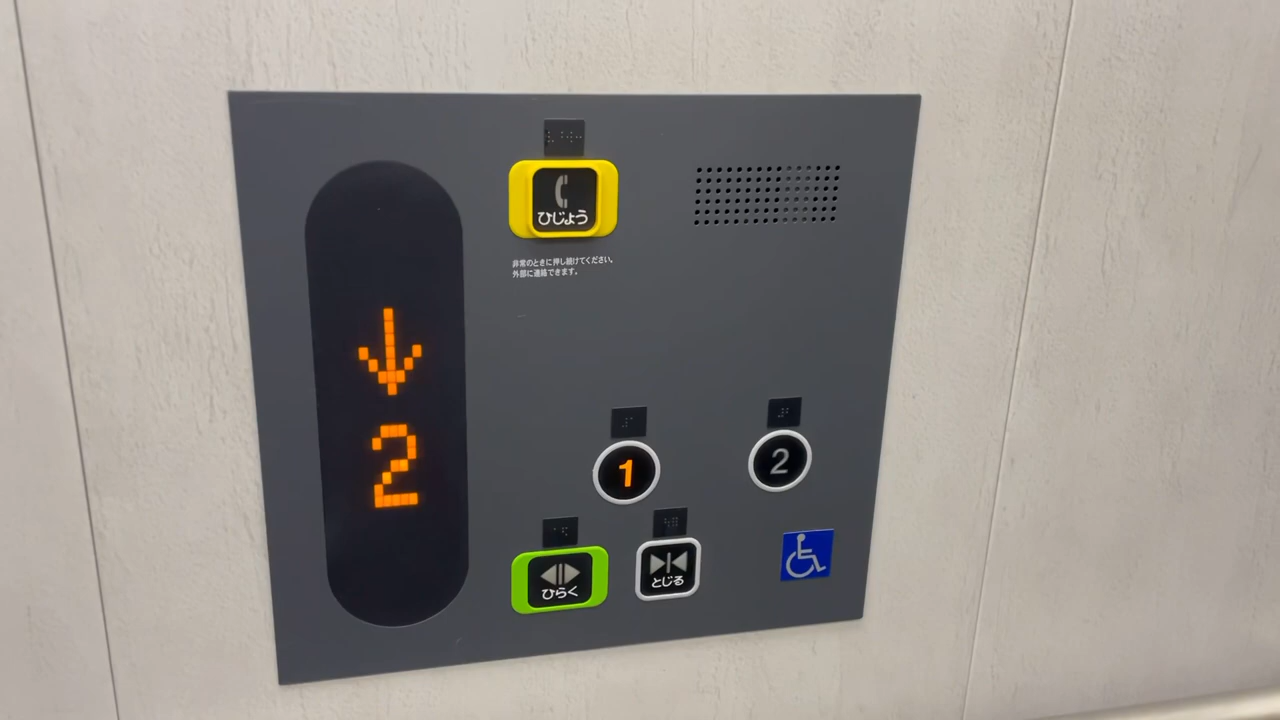 ひじょう
非常のときに押し続けてください。
外部に連絡できます。
2
1
2
ひらく
とじる